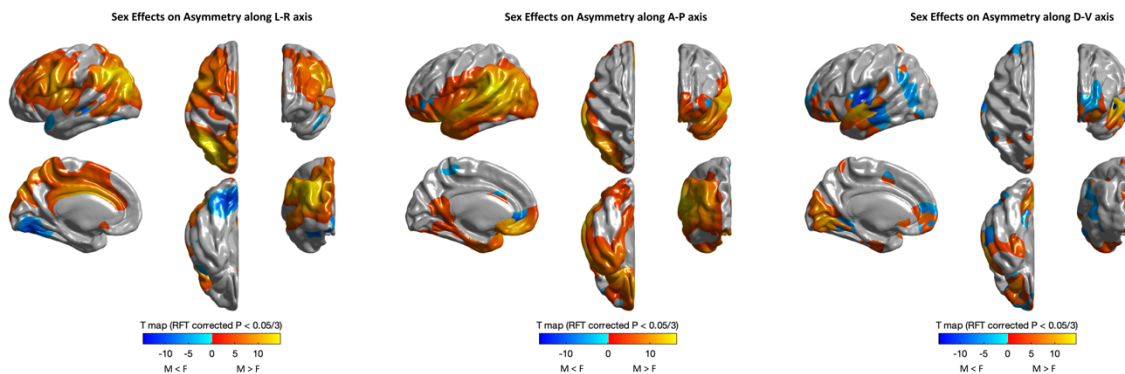 Sex Effects on Asymmetry along L-R axis
T map (RFT corrected P < 0.05/3)
-10 -5 0 5 10
M < F M > F
Sex Effects on Asymmetry along A-P axis
T map (RFT corrected P < 0.05/3)
-10 0 10
M < F M > F
Sex Effects on Asymmetry along D-V axis
T map (RFT corrected P < 0.05/3)
-10 -5 0 5 10
M < F M > F